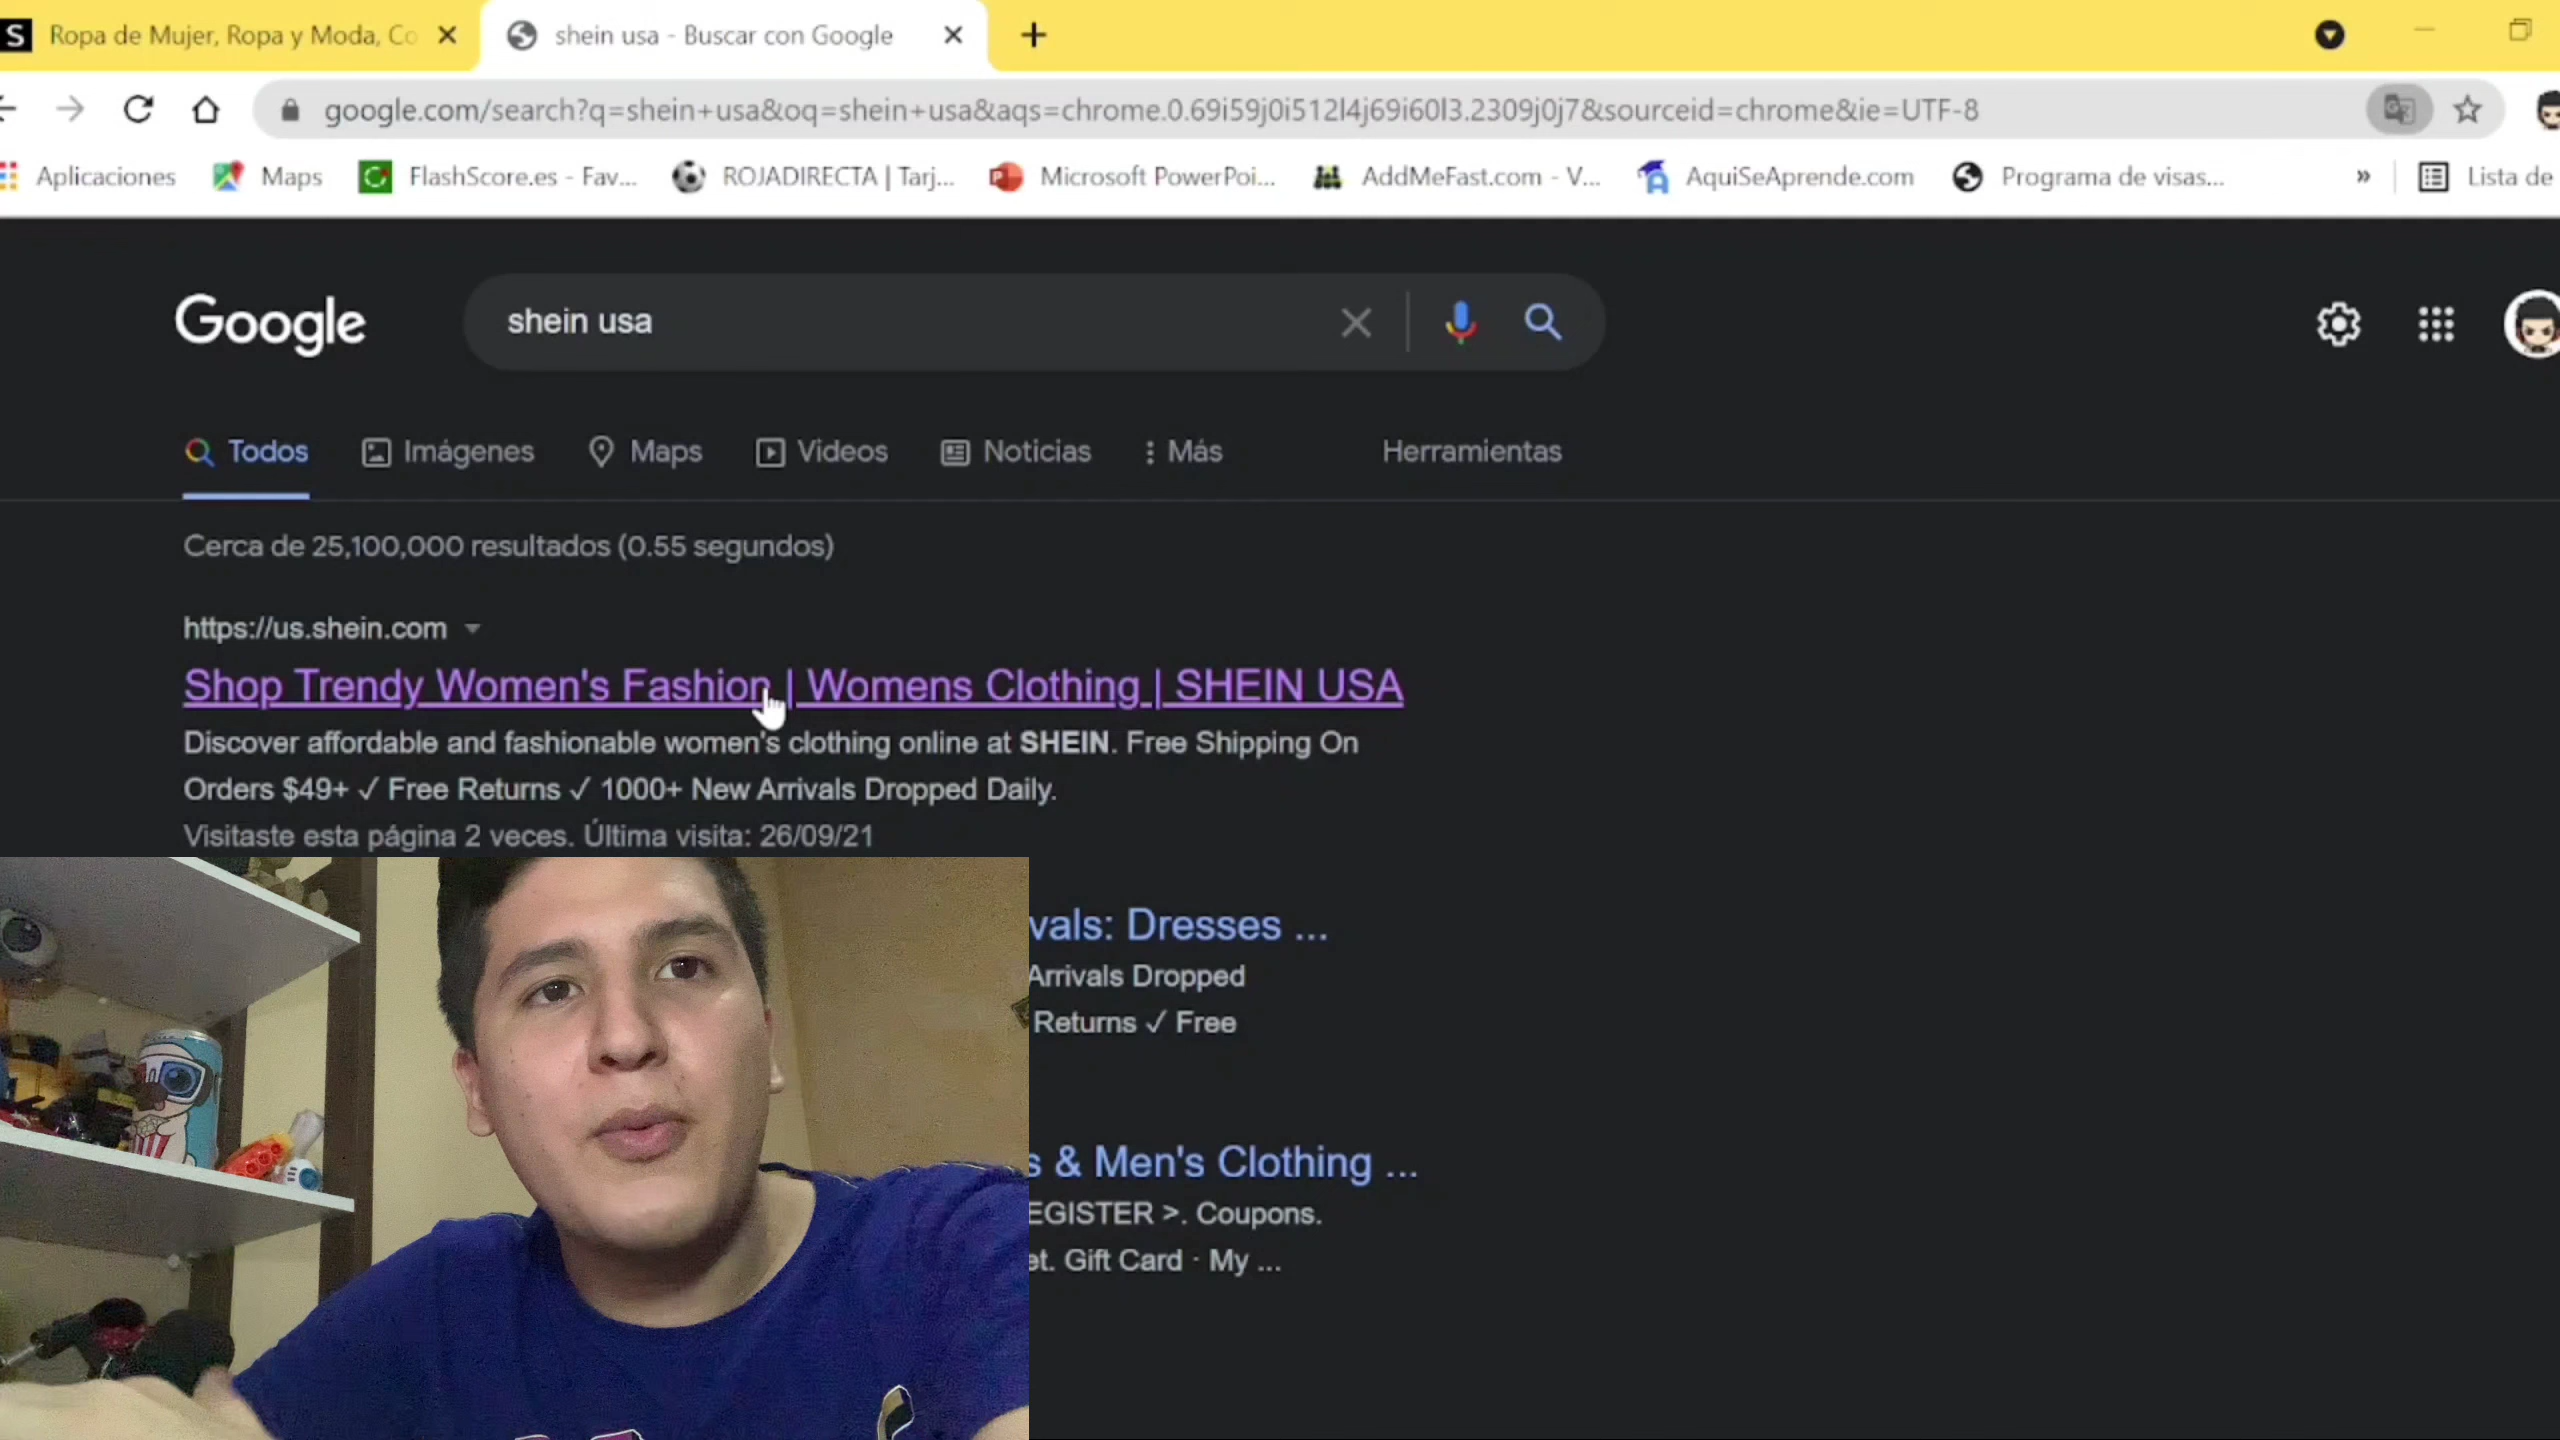 S Ropa de Mujer, Ropa y Moda, Co
shein usa - Buscar con Google
google.com/search?q=shein+usa&oq=shein+usa&aqs=chrome.0.69i59j0i512l4j69i60l3.2309j0j7&sourceid=chrome&ie=UTF-8
Aplicaciones Maps FlashScore.es - Fav... ROJADIRECTA | Tarj... Microsoft PowerPoi... AddMeFast.com - V... AquiSeAprende.com Programa de visas... » Lista de
Google
shein usa
Todos Imágenes Maps Videos Noticias Más Herramientas
Cerca de 25,100,000 resultados (0.55 segundos)
https://us.shein.com
Shop Trendy Women's Fashion | Womens Clothing | SHEIN USA
Discover affordable and fashionable women's clothing online at SHEIN. Free Shipping On
Orders $49+ ✓ Free Returns ✓ 1000+ New Arrivals Dropped Daily.
Visitaste esta página 2 veces. Última visita: 26/09/21
vals: Dresses ...
Arrivals Dropped
Returns ✓ Free
s & Men's Clothing ...
EGISTER >. Coupons.
et. Gift Card · My ...